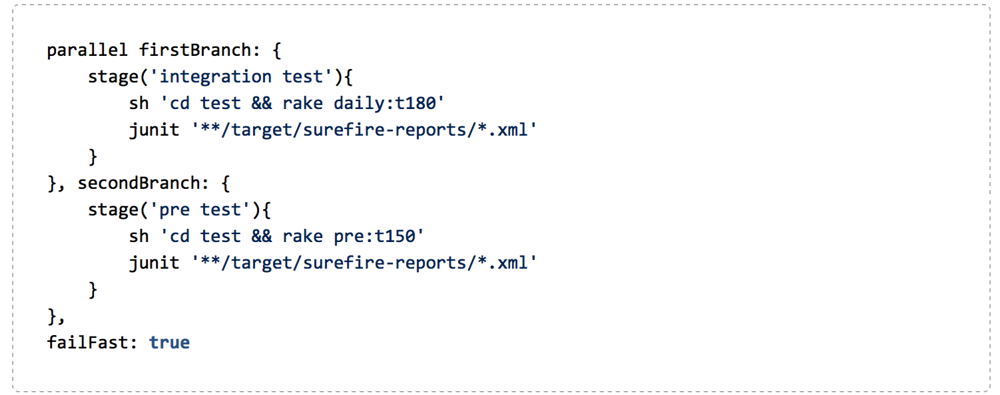 parallel firstBranch: {
    stage('integration test'){
        sh 'cd test && rake daily:t180'
        junit '**/target/surefire-reports/*.xml'
    }
}, secondBranch: {
    stage('pre test'){
        sh 'cd test && rake pre:t150'
        junit '**/target/surefire-reports/*.xml'
    }
},
failFast: true